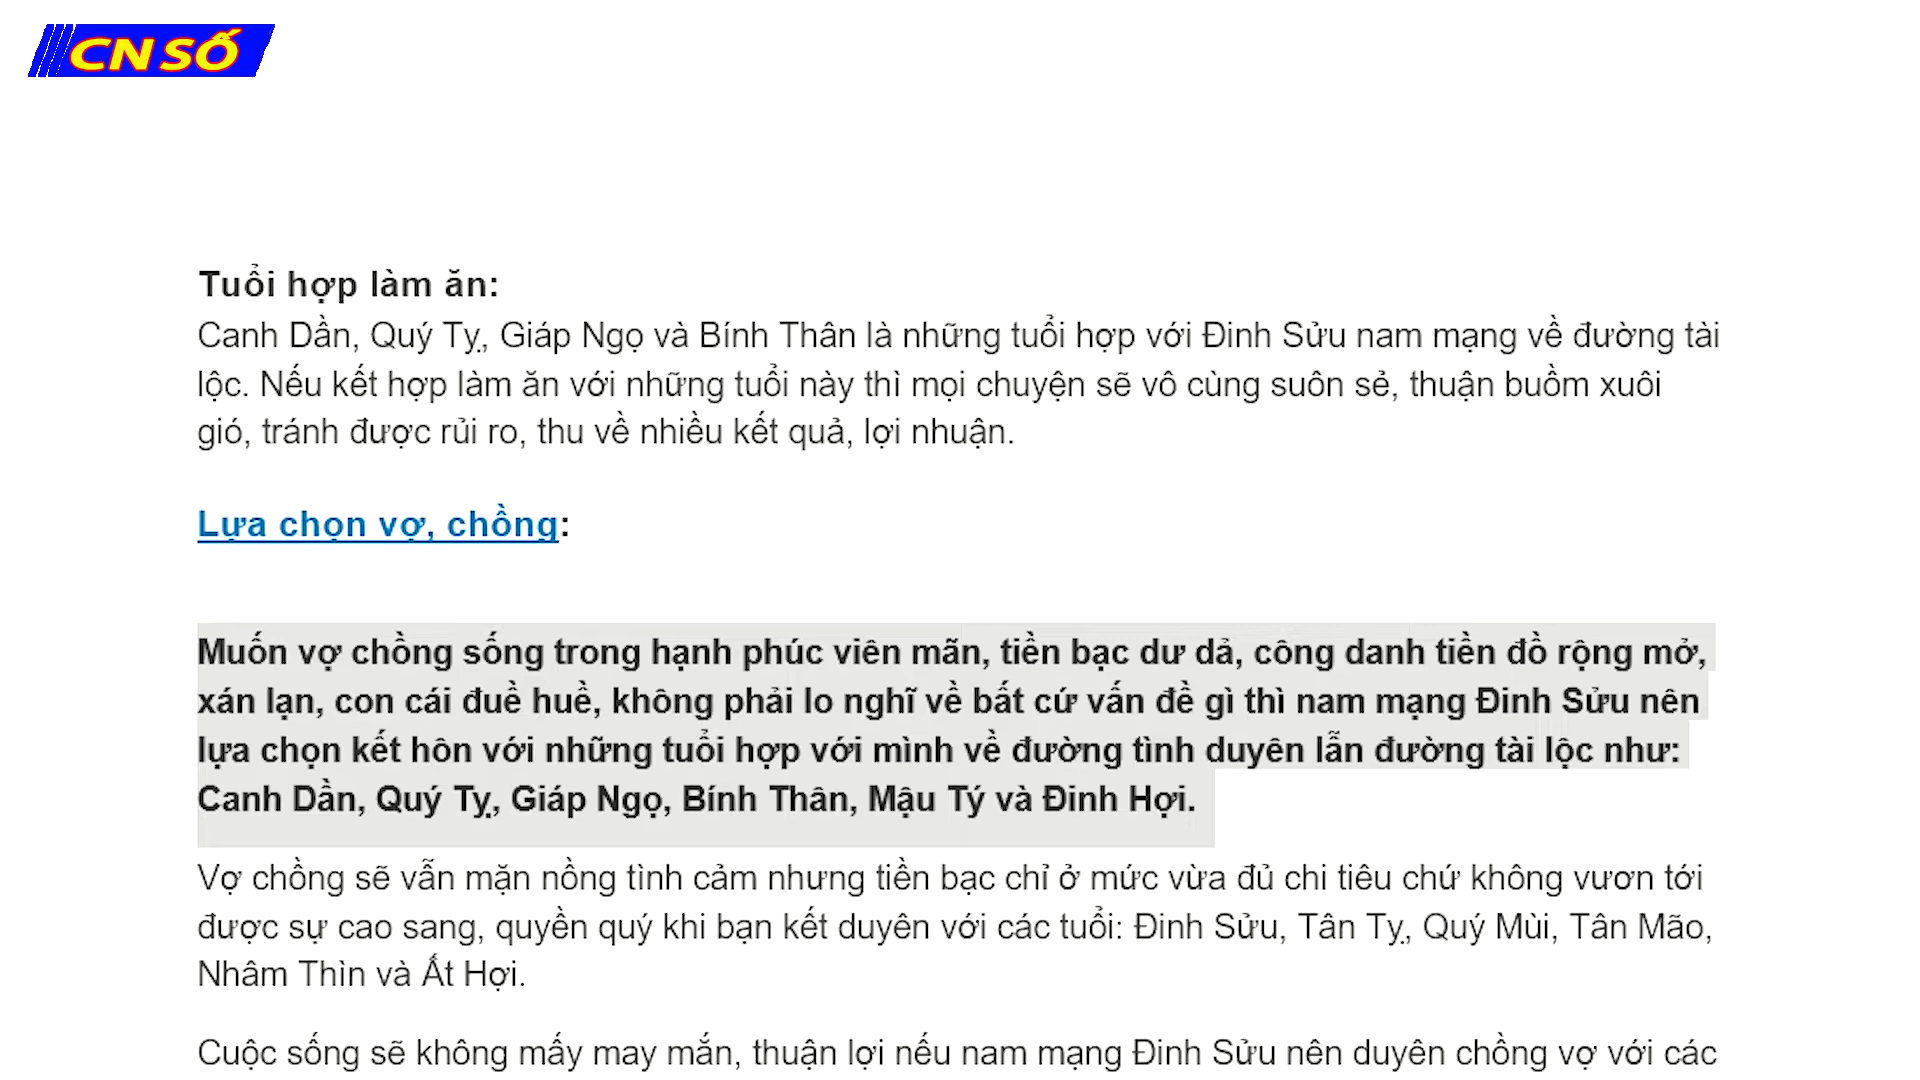 CN SỐ
Tuổi hợp làm ăn:
Canh Dần, Quý Tỵ, Giáp Ngọ và Bính Thân là những tuổi hợp với Đinh Sửu nam mạng về đường tài
lộc. Nếu kết hợp làm ăn với những tuổi này thì mọi chuyện sẽ vô cùng suôn sẻ, thuận buồm xuôi
gió, tránh được rủi ro, thu về nhiều kết quả, lợi nhuận.
Lựa chọn vợ, chồng:
Muốn vợ chồng sống trong hạnh phúc viên mãn, tiền bạc dư dả, công danh tiền đồ rộng mở,
xán lạn, con cái đuề huề, không phải lo nghĩ về bất cứ vấn đề gì thì nam mạng Đinh Sửu nên
lựa chọn kết hôn với những tuổi hợp với mình về đường tình duyên lẫn đường tài lộc như:
Canh Dần, Quý Tỵ, Giáp Ngọ, Bính Thân, Mậu Tý và Đinh Hợi.
Vợ chồng sẽ vẫn mặn nồng tình cảm nhưng tiền bạc chỉ ở mức vừa đủ chi tiêu chứ không vươn tới
được sự cao sang, quyền quý khi bạn kết duyên với các tuổi: Đinh Sửu, Tân Tỵ, Quý Mùi, Tân Mão,
Nhâm Thìn và Ất Hợi.
Cuộc sống sẽ không mấy may mắn, thuận lợi nếu nam mạng Đinh Sửu nên duyên chồng vợ với các